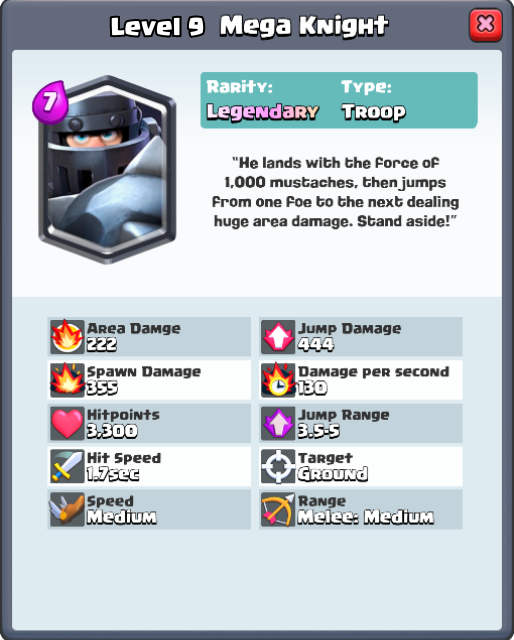 Level 9 Mega Knight
7
Rarity: Type:
Legendary Troop
"He lands with the force of
1,000 mustaches, then jumps
from one foe to the next dealing
huge area damage. Stand aside!"
Area Damge Jump Damage
222 444
Spawn Damage Damage per second
355 130
Hitpoints Jump Range
3,300 3.5-5
Hit Speed Target
1.7sec Ground
Speed Range
Medium Melee: Medium